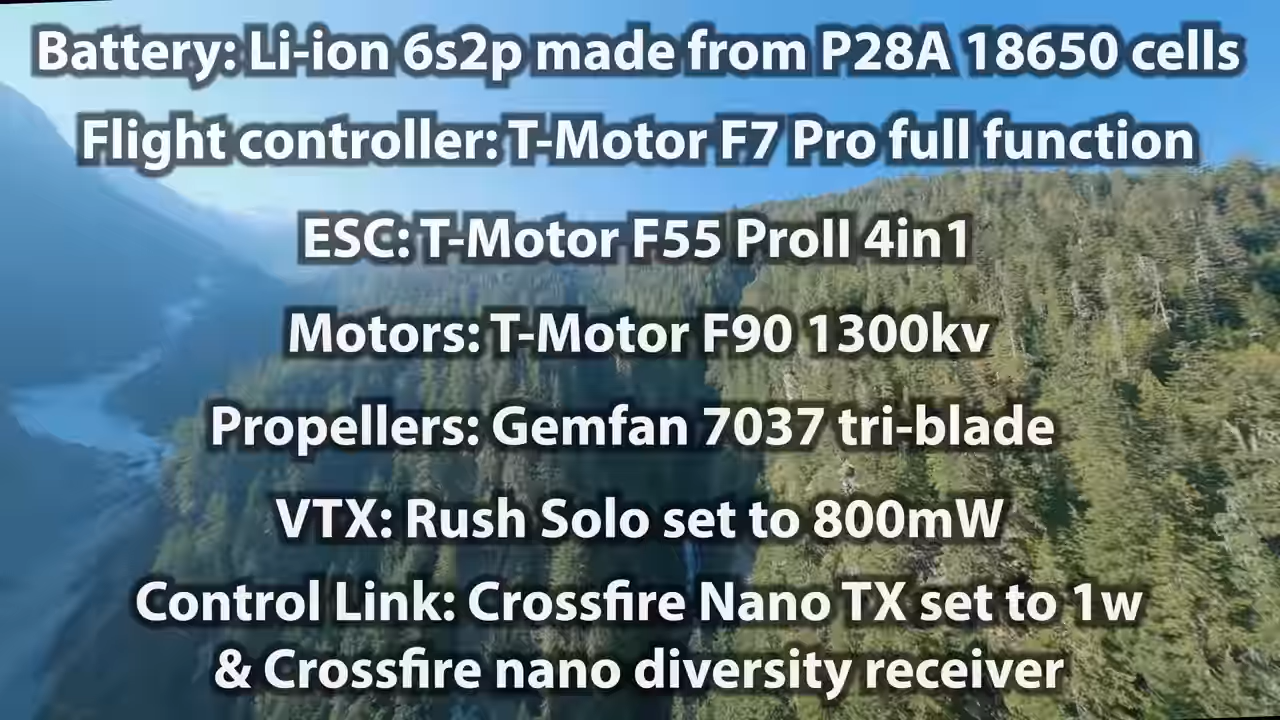 Battery: Li-ion 6s2p made from P28A 18650 cells
Flight controller: T-Motor F7 Pro full function
ESC: T-Motor F55 ProII 4in1
Motors: T-Motor F90 1300kv
Propellers: Gemfan 7037 tri-blade
VTX: Rush Solo set to 800mW
Control Link: Crossfire Nano TX set to 1w
& Crossfire nano diversity receiver